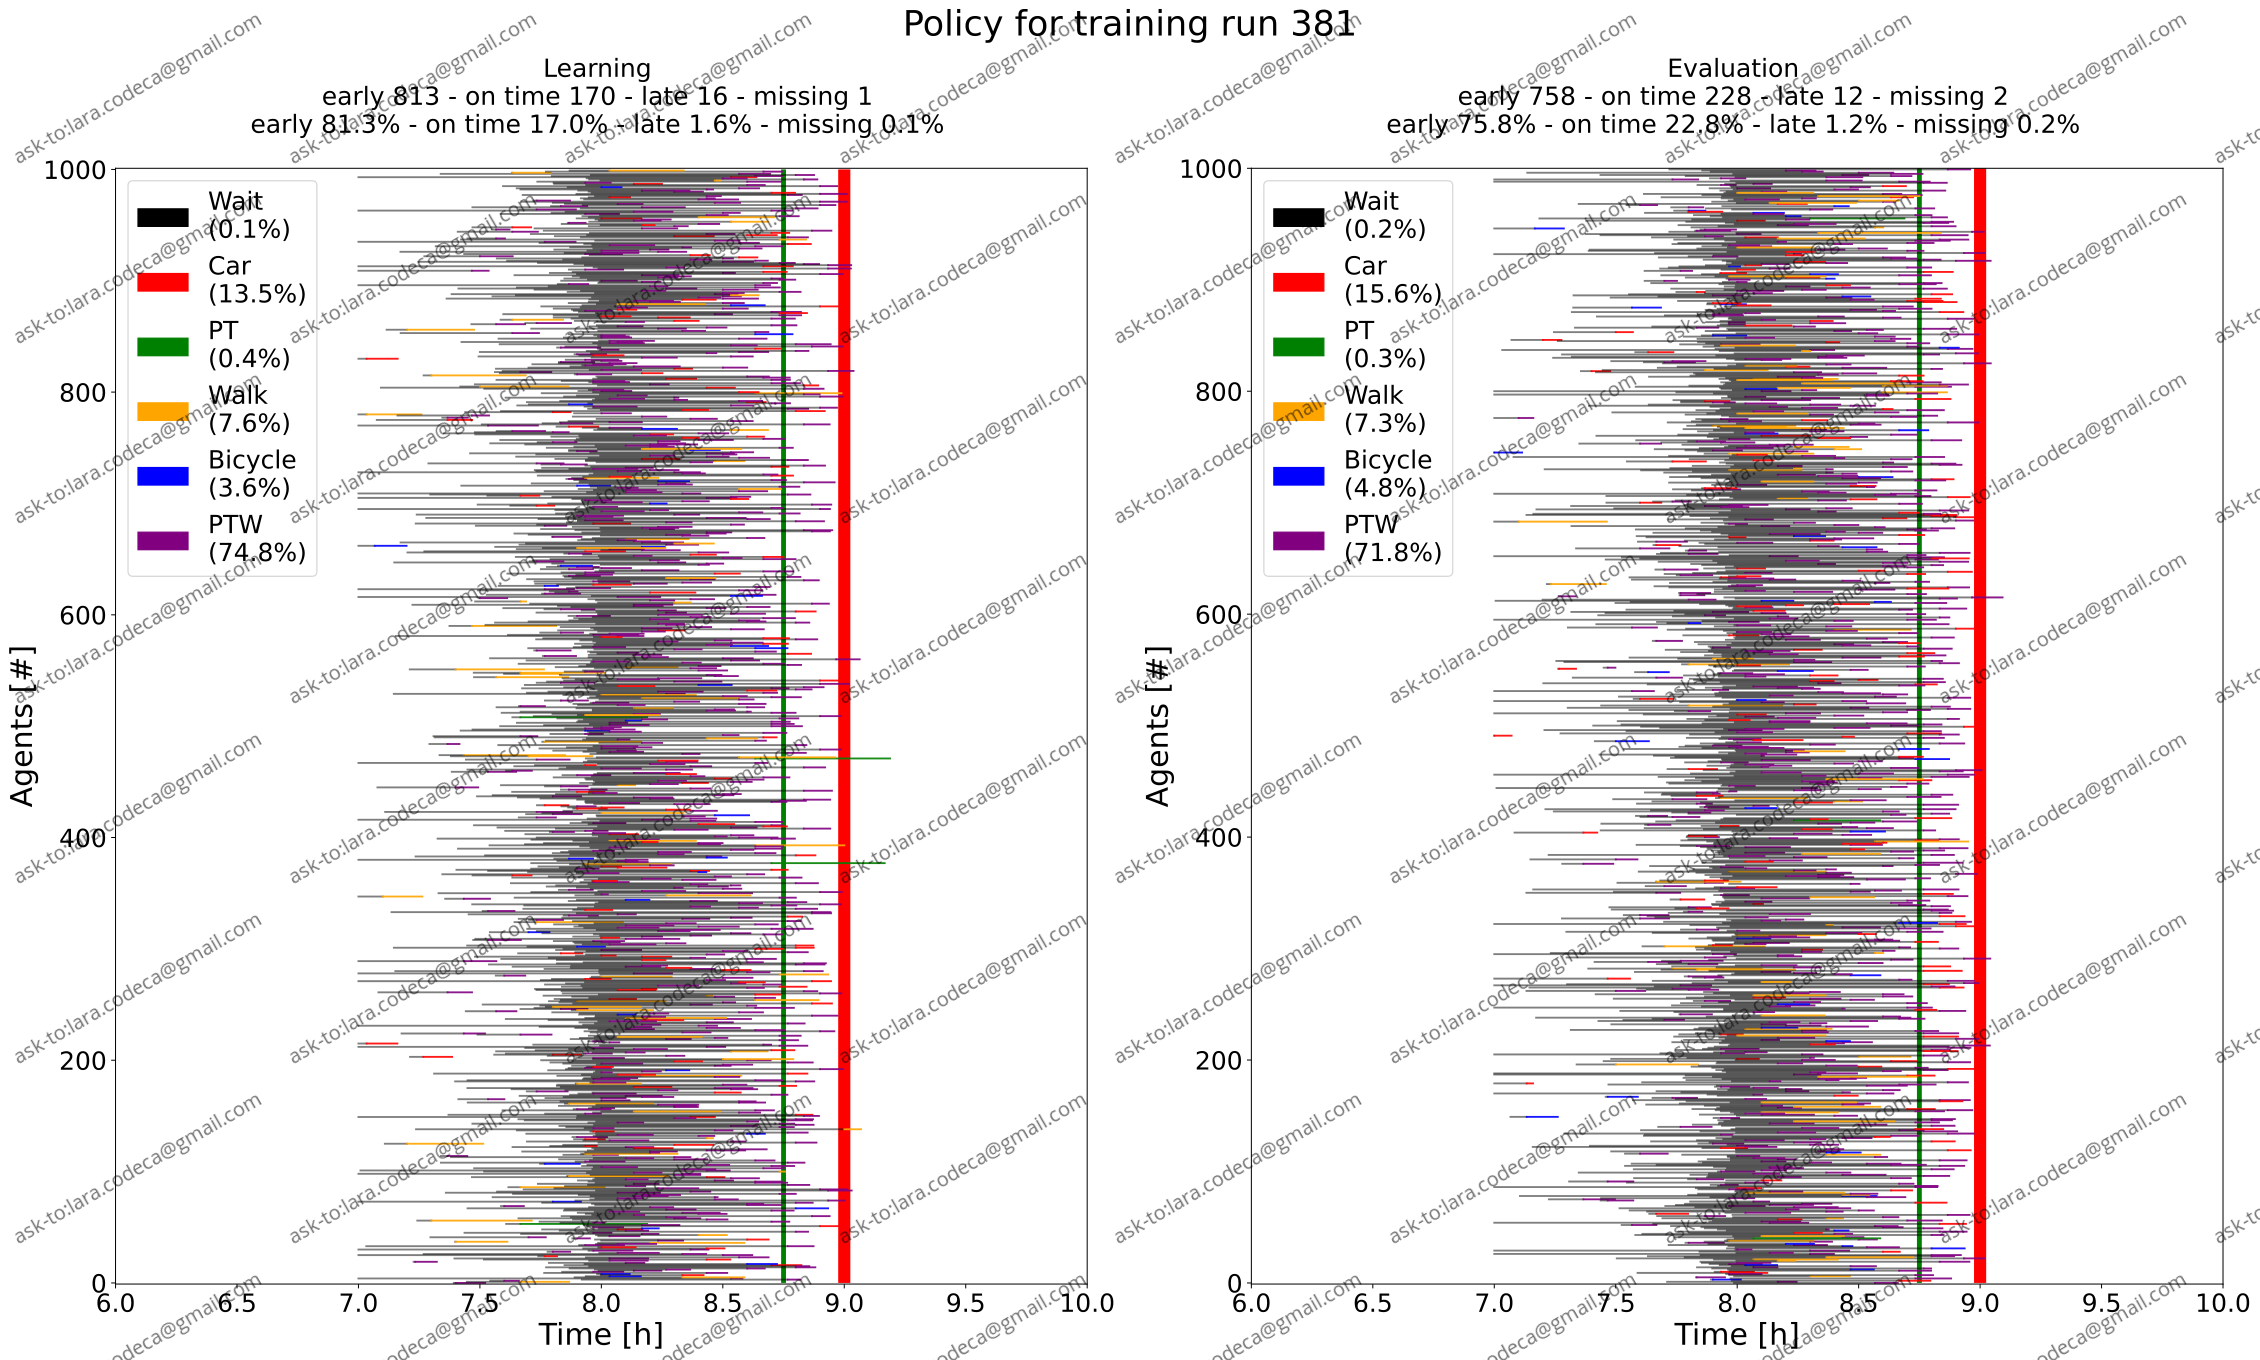 Policy for training run 381
Learning
early 813 - on time 170 - late 16 - missing 1
early 81.3% - on time 17.0% - late 1.6% - missing 0.1%
1000
800
600
400
200
0
Agents [#]
Wait
(0.1%)
Car
(13.5%)
PT
(0.4%)
Walk
(7.6%)
Bicycle
(3.6%)
PTW
(74.8%)
6.0 6.5 7.0 7.5 8.0 8.5 9.0 9.5 10.0
Time [h]
Evaluation
early 758 - on time 228 - late 12 - missing 2
early 75.8% - on time 22.8% - late 1.2% - missing 0.2%
1000
800
600
400
200
0
Agents [#]
Wait
(0.2%)
Car
(15.6%)
PT
(0.3%)
Walk
(7.3%)
Bicycle
(4.8%)
PTW
(71.8%)
6.0 6.5 7.0 7.5 8.0 8.5 9.0 9.5 10.0
Time [h]
ask-to:lara.codeca@gmail.com